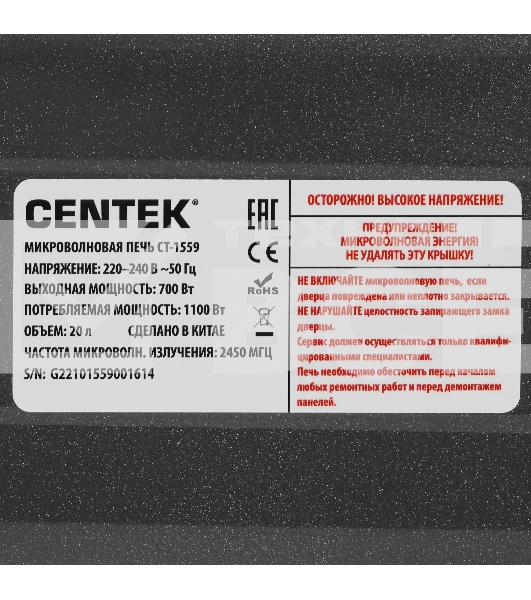 CENTEK®
МИКРОВОЛНОВАЯ ПЕЧЬ CT-1559
НАПРЯЖЕНИЕ: 220–240 В ~50 Гц
ВЫХОДНАЯ МОЩНОСТЬ: 700 Вт
ПОТРЕБЛЯЕМАЯ МОЩНОСТЬ: 1100 Вт
ОБЪЕМ: 20 л СДЕЛАНО В КИТАЕ
ЧАСТОТА МИКРОВОЛН. ИЗЛУЧЕНИЯ: 2450 МГЦ
S/N: G22101559001614
EAC
CE
RoHS
ОСТОРОЖНО! ВЫСОКОЕ НАПРЯЖЕНИЕ!
ПРЕДУПРЕЖДЕНИЕ!
МИКРОВОЛНОВАЯ ЭНЕРГИЯ!
НЕ УДАЛЯТЬ ЭТУ КРЫШКУ!
НЕ ВКЛЮЧАЙТЕ микроволновую печь, если
дверца повреждена или неплотно закрывается.
НЕ НАРУШАЙТЕ целостность запирающего замка
дверцы.
Сервис должен осуществляться только квалифи-
цированными специалистами.
Печь необходимо обесточить перед началом
любых ремонтных работ и перед демонтажем
панелей.